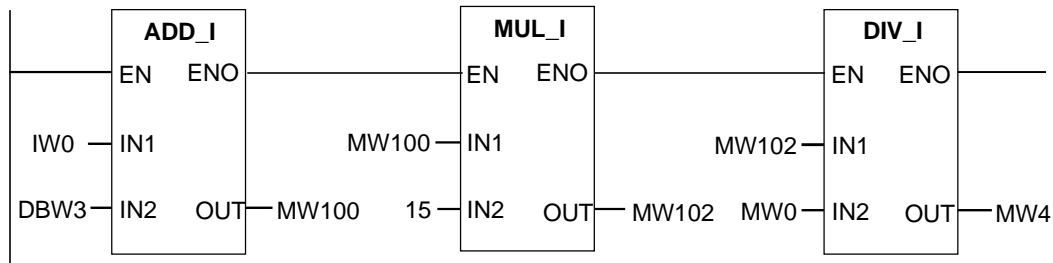 ADD_I MUL_I DIV_I
EN ENO EN ENO EN ENO
IW0 IN1 MW100 IN1 MW102 IN1
DBW3 IN2 OUT MW100 15 IN2 OUT MW102 MW0 IN2 OUT MW4